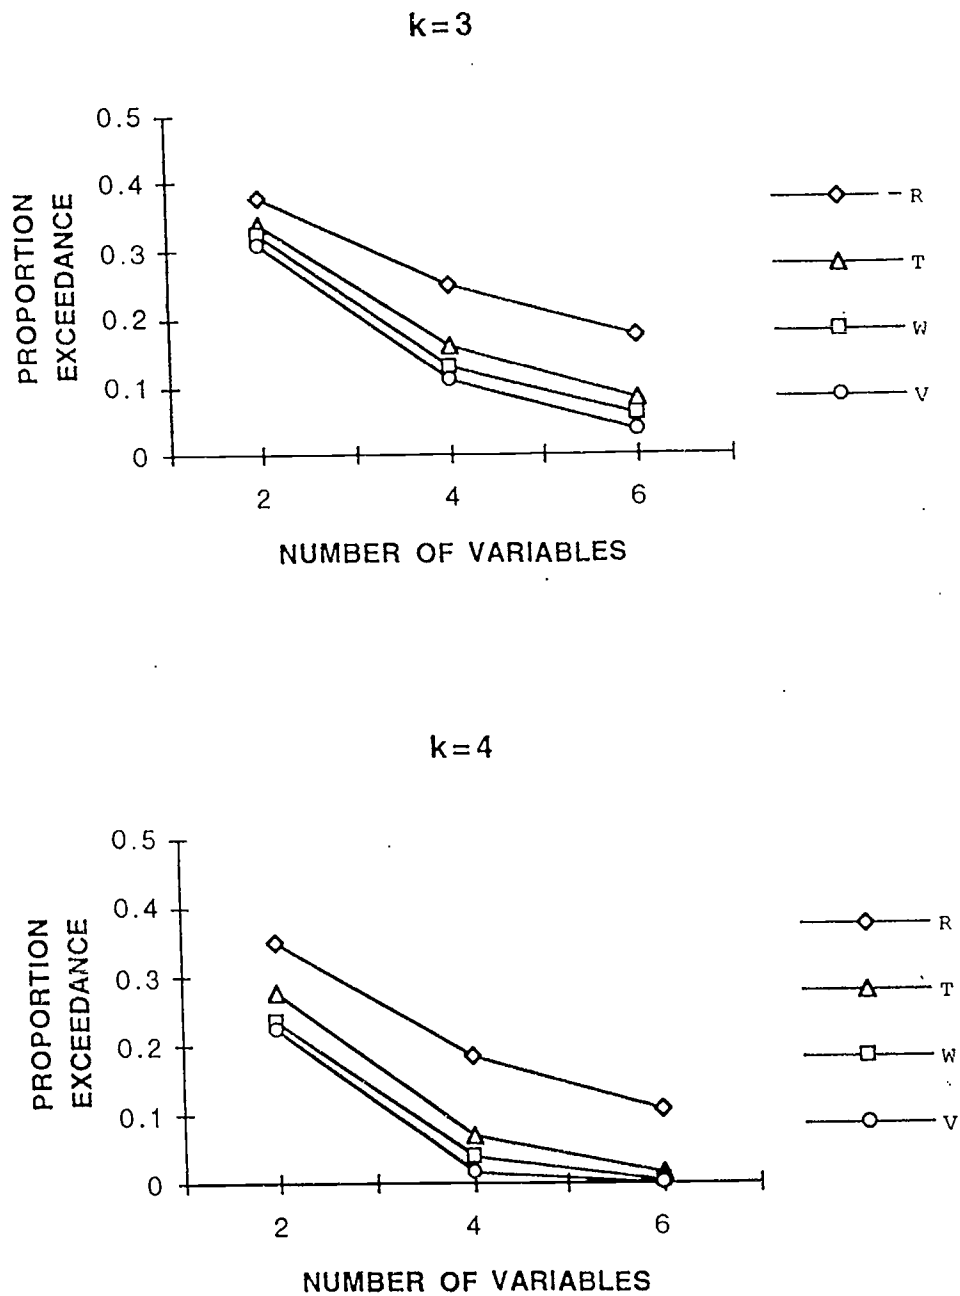 k=3
0.5
0.4
0.3
0.2
0.1
0
PROPORTION
EXCEEDANCE
2 4 6
NUMBER OF VARIABLES
R
T
W
V
k=4
0.5
0.4
0.3
0.2
0.1
0
PROPORTION
EXCEEDANCE
2 4 6
NUMBER OF VARIABLES
R
T
W
V